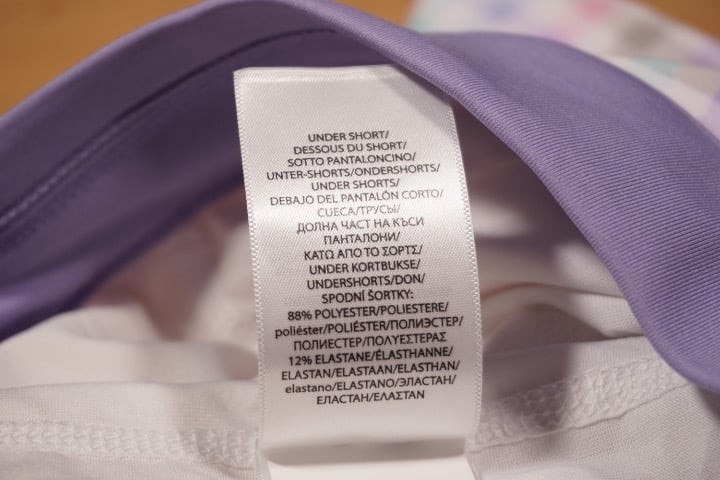 UNDER SHORT/
DESSOUS DU SHORT/
SOTTO PANTALONCINO/
UNTER-SHORTS/ONDERSHORTS/
UNDER SHORTS/
DEBAJO DEL PANTALÓN CORTO/
CUECA/ТРУСЫ/
ДОЛНА ЧАСТ НА КЪСИ
ПАНТАЛОНИ/
ΚΑΤΩ ΑΠΟ ΤΟ ΣΟΡΤΣ/
UNDER KORTBUKSE/
UNDERSHORTS/DON/
SPODNÍ ŠORTKY:
88% POLYESTER/POLIESTERE/
poliéster/POLIÉSTER/ПОЛИЭСТЕР/
ПОЛИЕСТЕР/ΠΟΛΥΕΣΤΕΡΑΣ
12% ELASTANE/ÉLASTHANNE/
ELASTAN/ELASTAAN/ELASTHAN/
elastano/ELASTANO/ЭЛАСТАН/
ЕЛАСТАН/ΕΛΑΣΤΑΝ